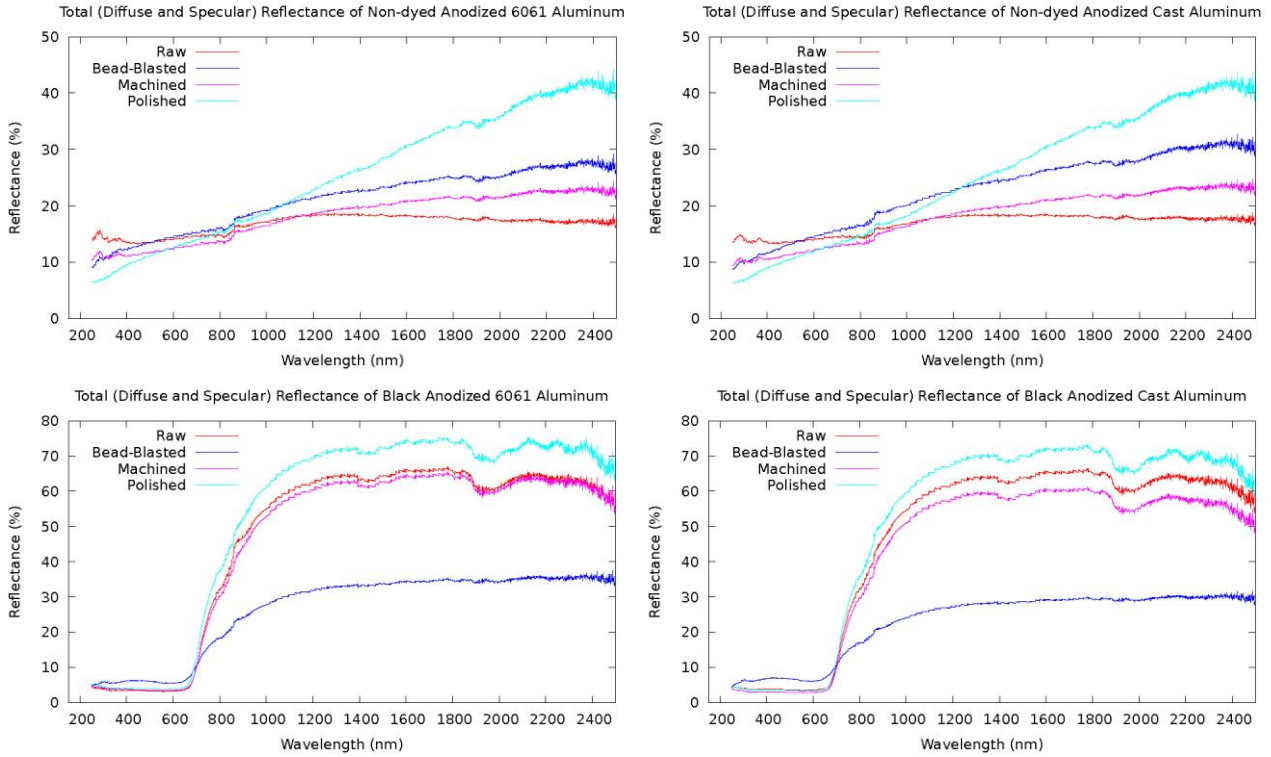 Total (Diffuse and Specular) Reflectance of Non-dyed Anodized 6061 Aluminum
50
40
30
20
10
0
Reflectance (%)
Raw
Bead-Blasted
Machined
Polished
200 400 600 800 1000 1200 1400 1600 1800 2000 2200 2400
Wavelength (nm)
Total (Diffuse and Specular) Reflectance of Non-dyed Anodized Cast Aluminum
50
40
30
20
10
0
Reflectance (%)
Raw
Bead-Blasted
Machined
Polished
200 400 600 800 1000 1200 1400 1600 1800 2000 2200 2400
Wavelength (nm)
Total (Diffuse and Specular) Reflectance of Black Anodized 6061 Aluminum
80
70
60
50
40
30
20
10
0
Reflectance (%)
Raw
Bead-Blasted
Machined
Polished
200 400 600 800 1000 1200 1400 1600 1800 2000 2200 2400
Wavelength (nm)
Total (Diffuse and Specular) Reflectance of Black Anodized Cast Aluminum
80
70
60
50
40
30
20
10
0
Reflectance (%)
Raw
Bead-Blasted
Machined
Polished
200 400 600 800 1000 1200 1400 1600 1800 2000 2200 2400
Wavelength (nm)